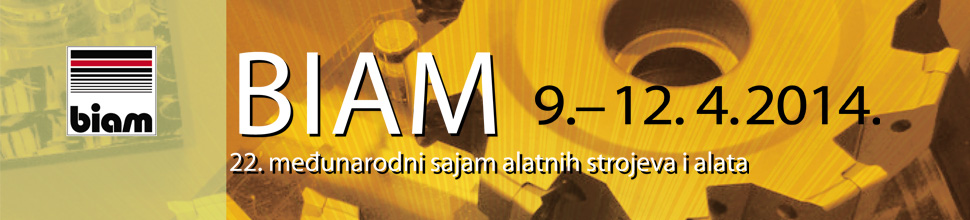 biam
BIAM
9.–12. 4. 2014.
22. međunarodni sajam alatnih strojeva i alata